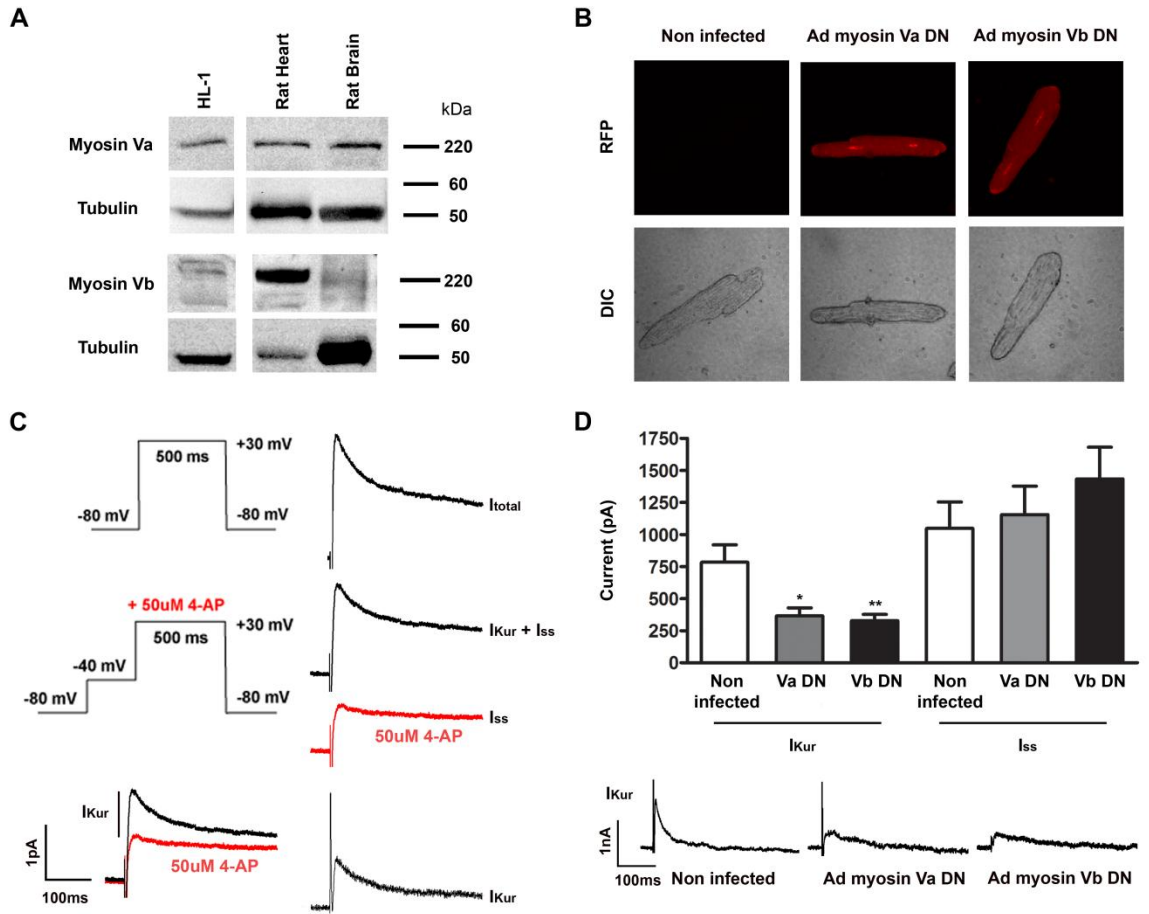 A
HL-1
Rat Heart
Rat Brain
kDa
Myosin Va
220
60
Tubulin
50
Myosin Vb
220
60
Tubulin
50
B
Non infected
Ad myosin Va DN
Ad myosin Vb DN
RFP
DIC
C
+30 mV
500 ms
-80 mV
-80 mV
Itotal
+ 50uM 4-AP
+30 mV
500 ms
-40 mV
-80 mV
-80 mV
IKur + Iss
Iss
50uM 4-AP
IKur
50uM 4-AP
1pA
100ms
IKur
D
Current (pA)
1750
1500
1250
1000
750
500
250
0
*
**
Non infected
Va DN
Vb DN
Non infected
Va DN
Vb DN
IKur
Iss
IKur
1nA
100ms
Non infected
Ad myosin Va DN
Ad myosin Vb DN